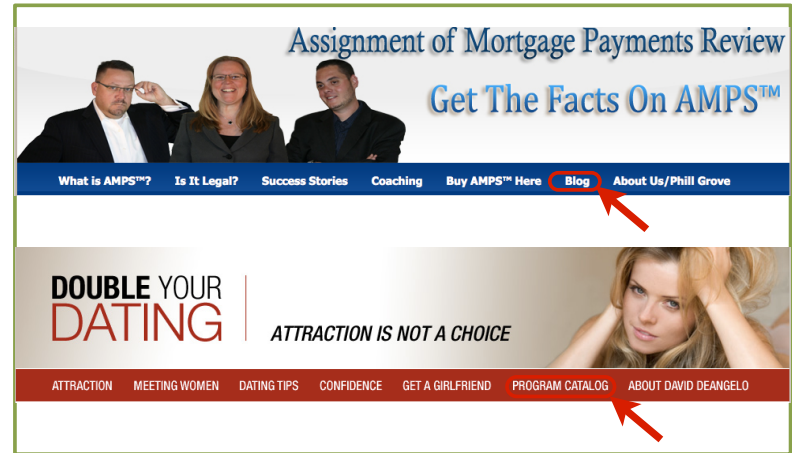 Assignment of Mortgage Payments Review
Get The Facts On AMPS™
What is AMPS™? Is It Legal? Success Stories Coaching Buy AMPS™ Here Blog About Us/Phill Grove
DOUBLE YOUR
DATING
ATTRACTION IS NOT A CHOICE
ATTRACTION MEETING WOMEN DATING TIPS CONFIDENCE GET A GIRLFRIEND PROGRAM CATALOG ABOUT DAVID DEANGELO